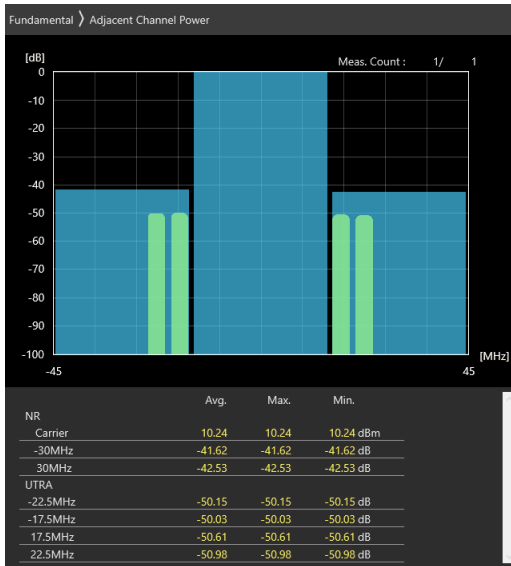 Fundamental 〉 Adjacent Channel Power
[dB]
Meas. Count : 1/ 1
0
-10
-20
-30
-40
-50
-60
-70
-80
-90
-100
[MHz]
-45 45
Avg. Max. Min.
NR
Carrier 10.24 10.24 10.24 dBm
-30MHz -41.62 -41.62 -41.62 dB
30MHz -42.53 -42.53 -42.53 dB
UTRA
-22.5MHz -50.15 -50.15 -50.15 dB
-17.5MHz -50.03 -50.03 -50.03 dB
17.5MHz -50.61 -50.61 -50.61 dB
22.5MHz -50.98 -50.98 -50.98 dB